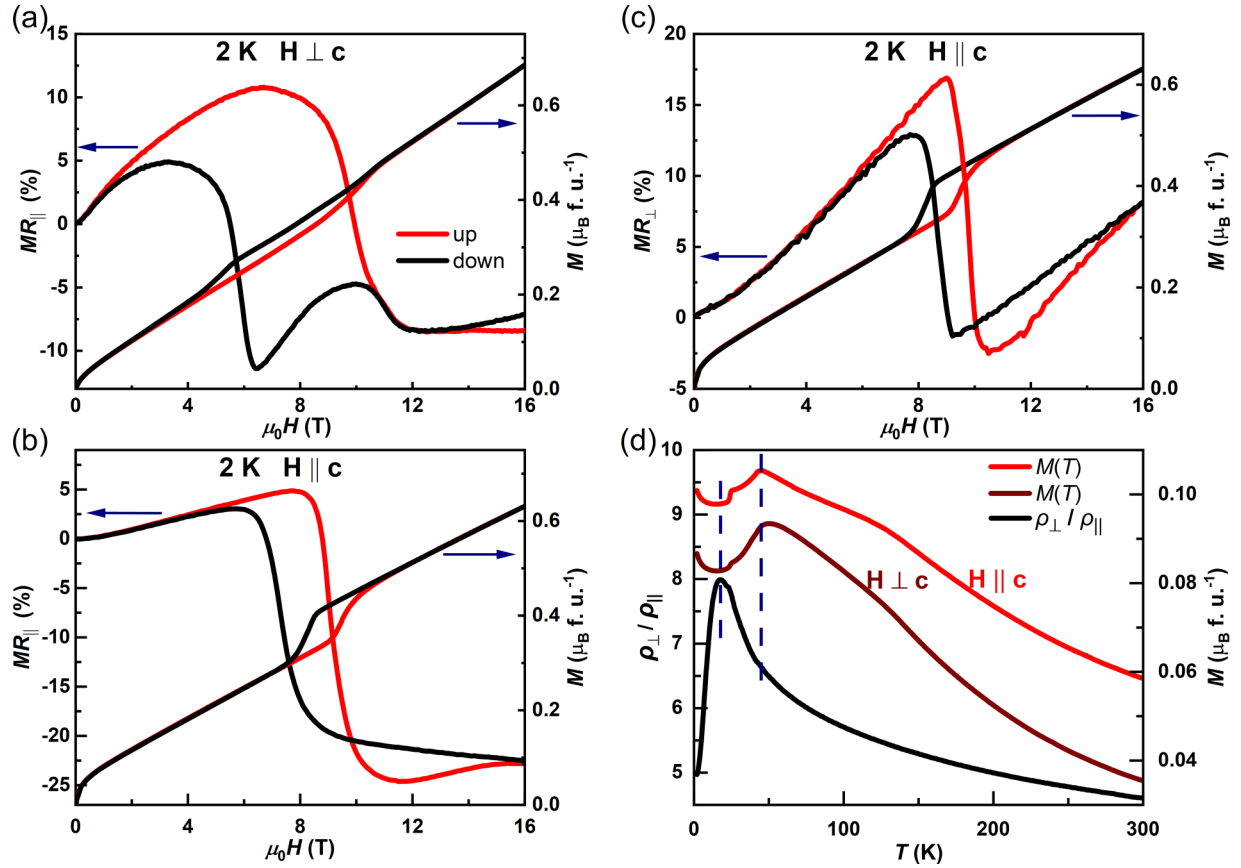 (a)
2 K H ⊥ c
15
10
5
0
-5
-10
MR∥ (%)
0.6
0.4
0.2
0.0
M (μB f. u.-1)
up
down
0 4 8 12 16
μ0H (T)
(c)
2 K H ∥ c
20
15
10
5
0
-5
MR⊥ (%)
0.6
0.4
0.2
0.0
M (μB f. u.-1)
0 4 8 12 16
μ0H (T)
(b)
2 K H ∥ c
5
0
-5
-10
-15
-20
-25
MR∥ (%)
0.6
0.4
0.2
0.0
M (μB f. u.-1)
0 4 8 12 16
μ0H (T)
(d)
10
9
8
7
6
5
ρ⊥ / ρ∥
M(T)
M(T)
ρ⊥ / ρ∥
H ⊥ c
H ∥ c
0.10
0.08
0.06
0.04
M (μB f. u.-1)
0 100 200 300
T (K)